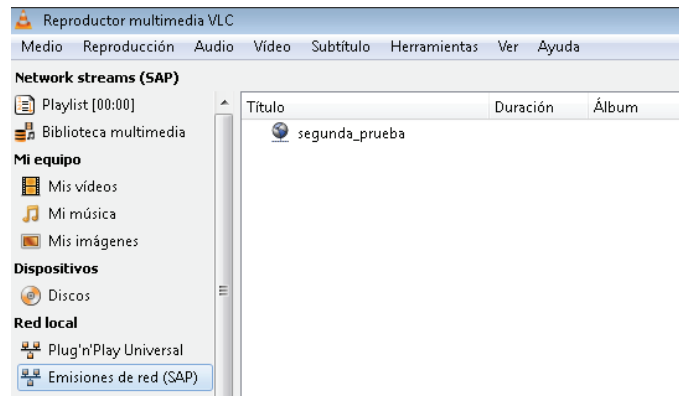 Reproductor multimedia VLC
Medio Reproducción Audio Vídeo Subtítulo Herramientas Ver Ayuda
Network streams (SAP)
Playlist [00:00]
Biblioteca multimedia
Mi equipo
Mis vídeos
Mi música
Mis imágenes
Dispositivos
Discos
Red local
Plug'n'Play Universal
Emisiones de red (SAP)
Título Duración Álbum
segunda_prueba